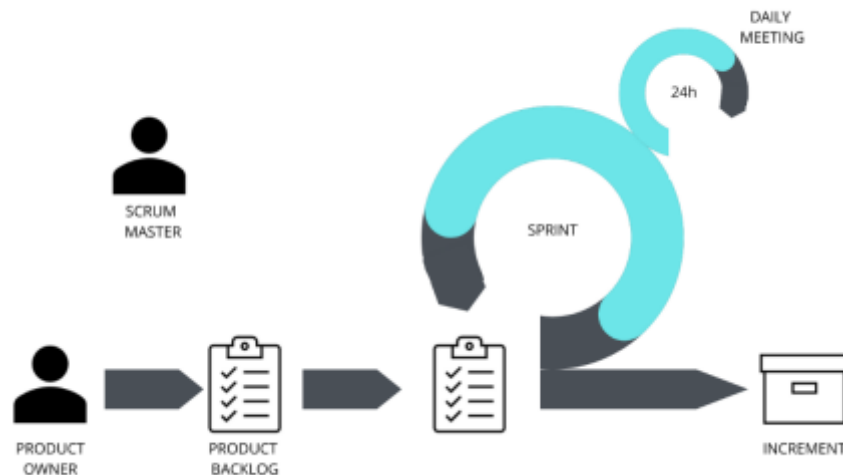 DAILY
MEETING
24h
SCRUM
MASTER
SPRINT
PRODUCT
OWNER
PRODUCT
BACKLOG
INCREMENT